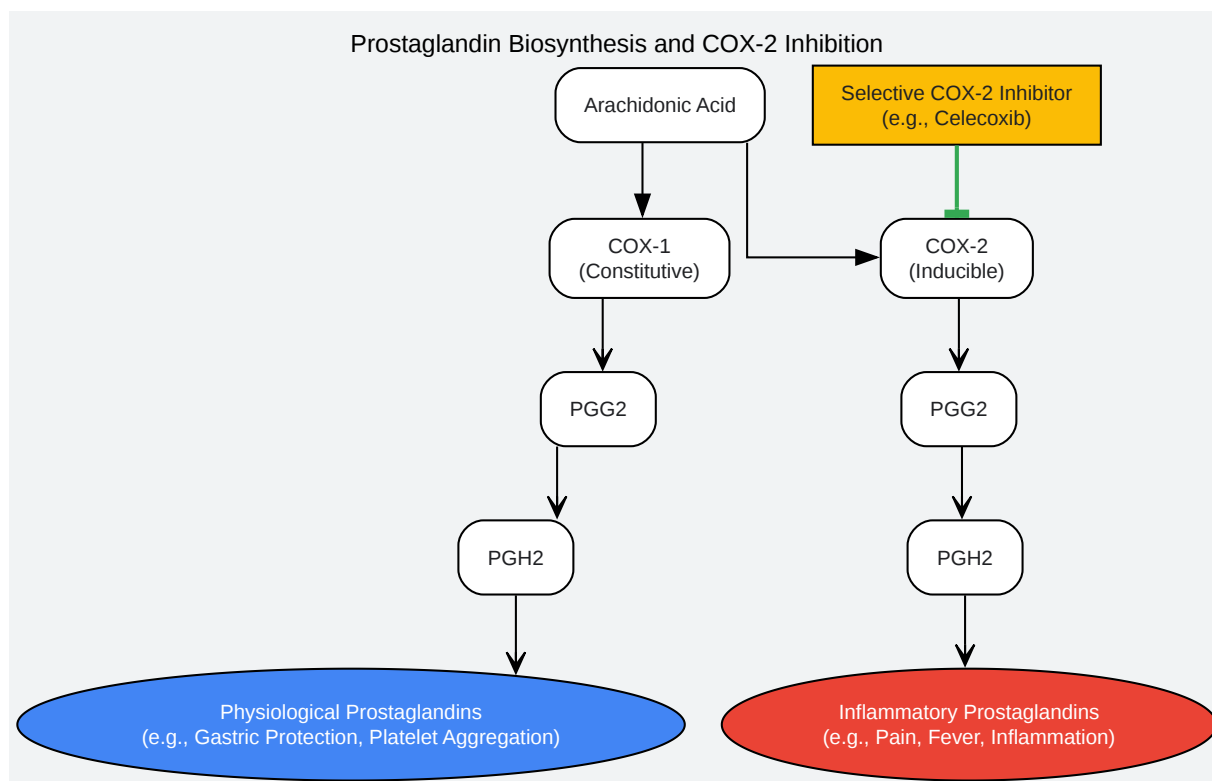 Prostaglandin Biosynthesis and COX-2 Inhibition
Arachidonic Acid
Selective COX-2 Inhibitor
(e.g., Celecoxib)
COX-1
(Constitutive)
COX-2
(Inducible)
PGG2
PGG2
PGH2
PGH2
Physiological Prostaglandins
(e.g., Gastric Protection, Platelet Aggregation)
Inflammatory Prostaglandins
(e.g., Pain, Fever, Inflammation)